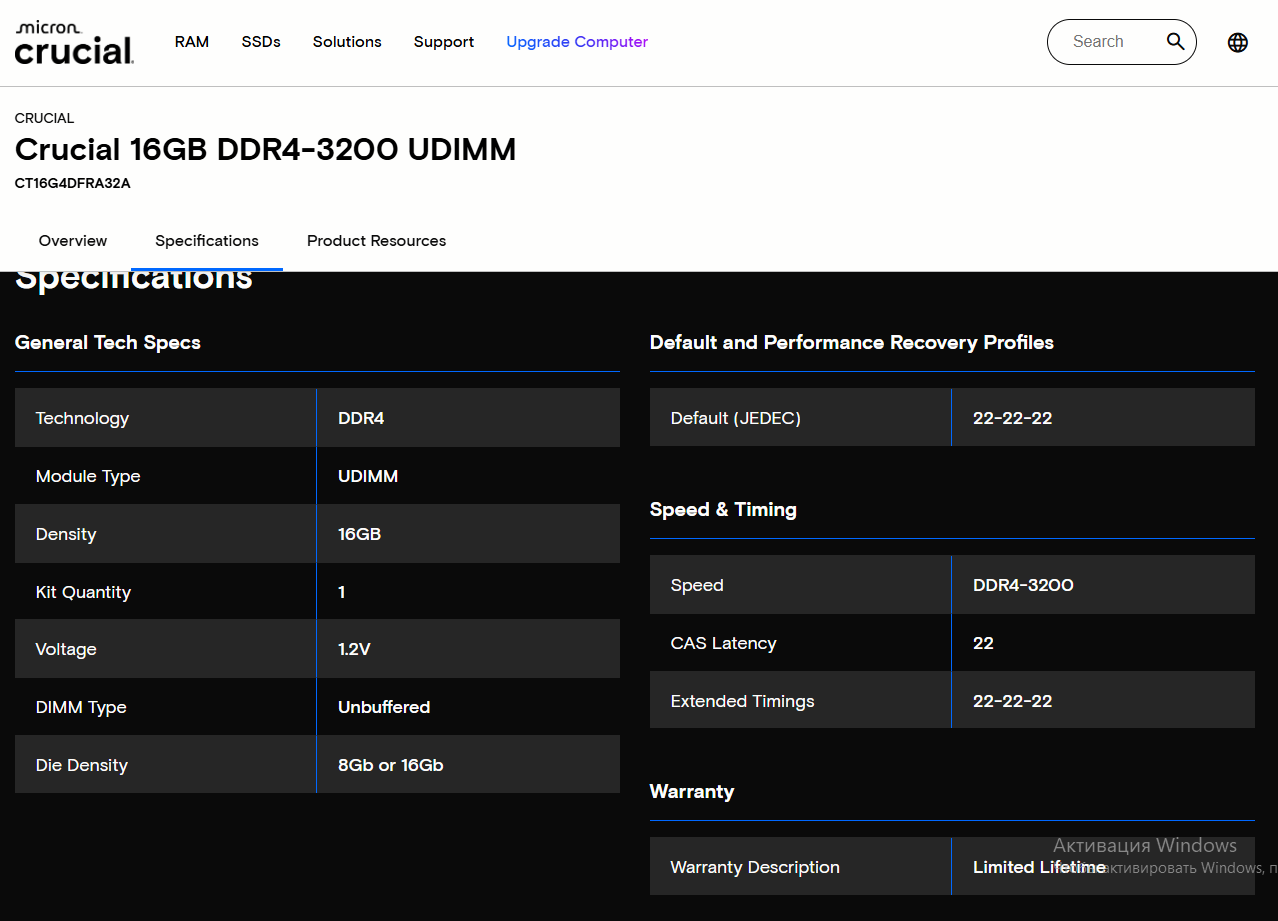 micron
crucial
RAM SSDs Solutions Support Upgrade Computer Search
CRUCIAL
Crucial 16GB DDR4-3200 UDIMM
CT16G4DFRA32A
Overview Specifications Product Resources
Specifications
General Tech Specs
Technology DDR4
Module Type UDIMM
Density 16GB
Kit Quantity 1
Voltage 1.2V
DIMM Type Unbuffered
Die Density 8Gb or 16Gb
Default and Performance Recovery Profiles
Default (JEDEC) 22-22-22
Speed & Timing
Speed DDR4-3200
CAS Latency 22
Extended Timings 22-22-22
Warranty
Warranty Description Limited Lifetime
Активация Windows
активировать Windows, п